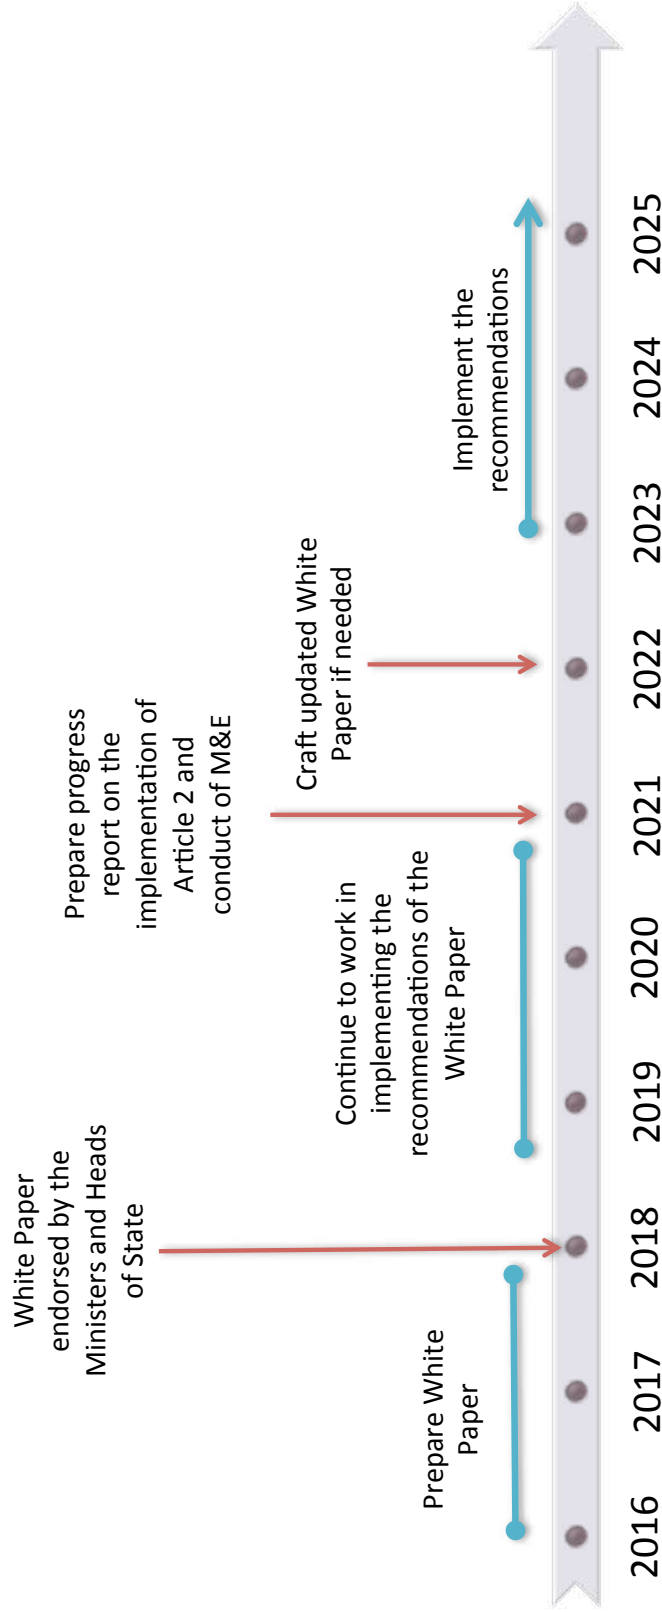 White Paper
endorsed by the
Ministers and Heads
of State
Prepare progress
report on the
implementation of
Article 2 and
conduct of M&E
Prepare White
Paper
Continue to work in
implementing the
recommendations of the
White Paper
Craft updated White
Paper if needed
Implement the
recommendations
2016 2017 2018 2019 2020 2021 2022 2023 2024 2025